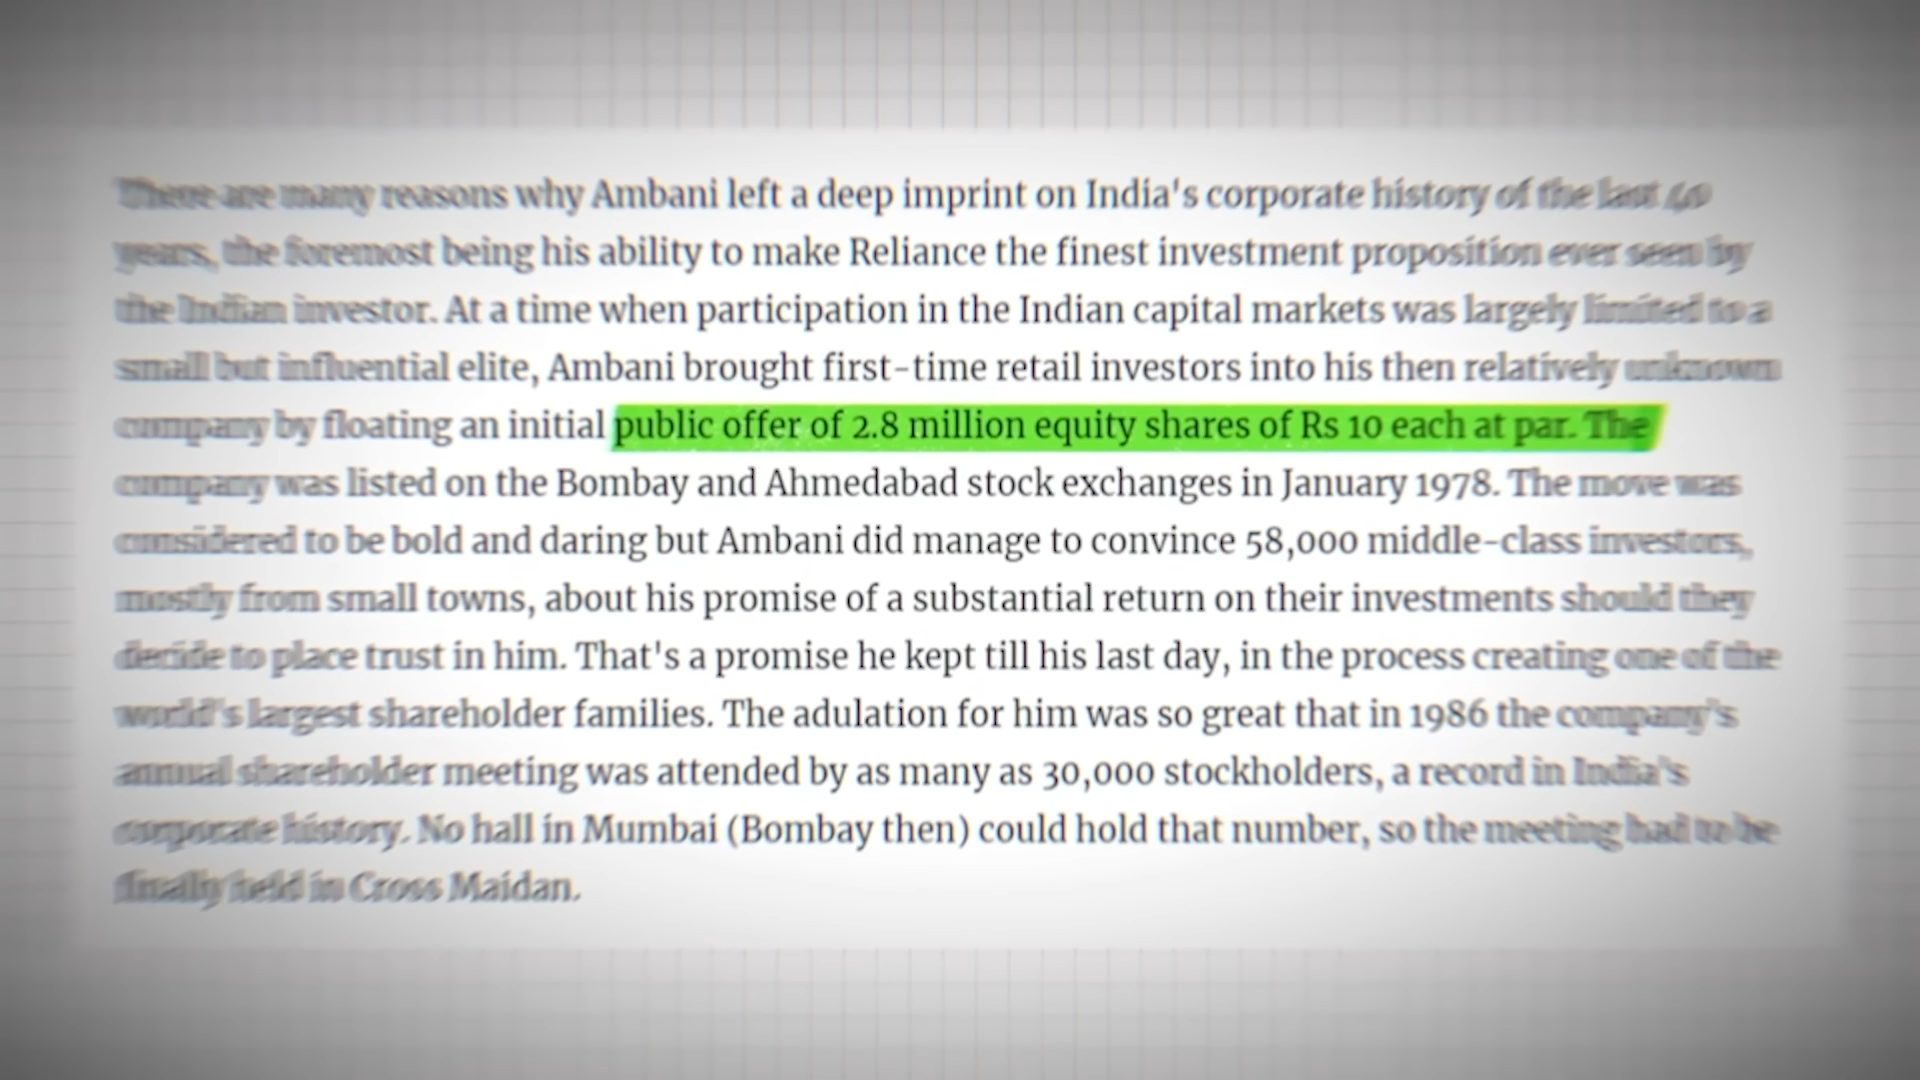 There are many reasons why Ambani left a deep imprint on India's corporate history of the last 40
years, the foremost being his ability to make Reliance the finest investment proposition ever seen by
the Indian investor. At a time when participation in the Indian capital markets was largely limited to a
small but influential elite, Ambani brought first-time retail investors into his then relatively unknown
company by floating an initial public offer of 2.8 million equity shares of Rs 10 each at par. The
company was listed on the Bombay and Ahmedabad stock exchanges in January 1978. The move was
considered to be bold and daring but Ambani did manage to convince 58,000 middle-class investors,
mostly from small towns, about his promise of a substantial return on their investments should they
decide to place trust in him. That's a promise he kept till his last day, in the process creating one of the
world's largest shareholder families. The adulation for him was so great that in 1986 the company's
annual shareholder meeting was attended by as many as 30,000 stockholders, a record in India's
corporate history. No hall in Mumbai (Bombay then) could hold that number, so the meeting had to be
finally held in Cross Maidan.